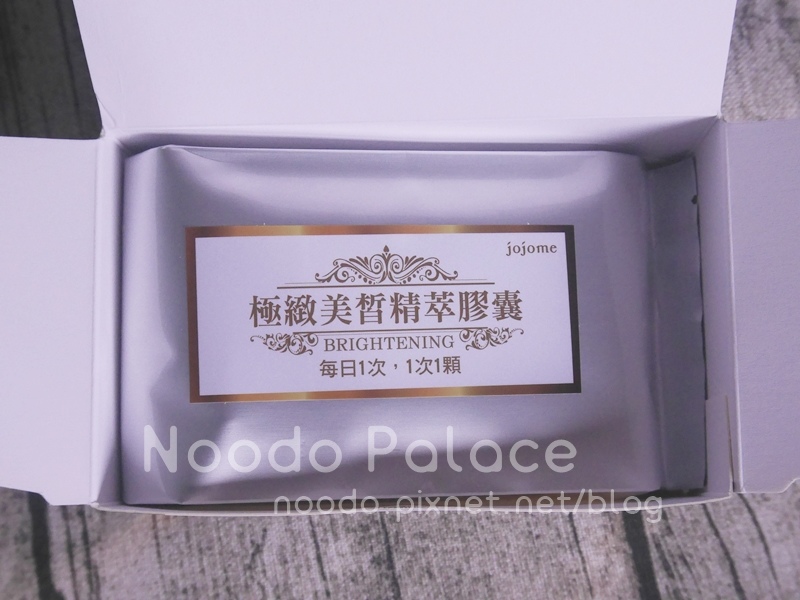 jojome
極緻美皙精萃膠囊
BRIGHTENING
每日1次，1次1顆
Noodo Palace
noodo.pixnet.net/blog